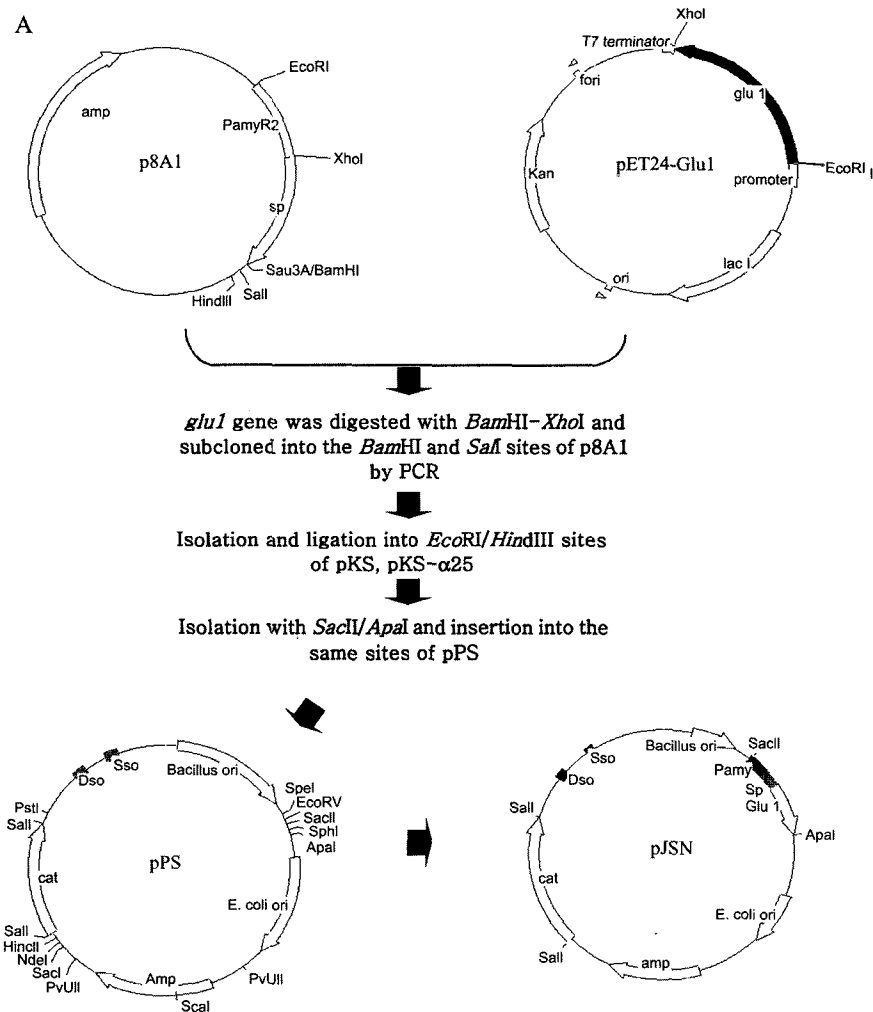 A
EcoRI
amp
PamyR2
p8A1
XhoI
sp
Sau3A/BamHI
SalI
HindIII
XhoI
T7 terminator
fori
glu 1
Kan
pET24-Glu1
EcoRI I
promoter
lac I
ori
glu1 gene was digested with BamHI-XhoI and
subcloned into the BamHI and SalI sites of p8A1
by PCR
Isolation and ligation into EcoRI/HindIII sites
of pKS, pKS-α25
Isolation with SacII/ApaI and insertion into the
same sites of pPS
Sso
Dso
Bacillus ori
SpeI
EcoRV
SacII
SphI
ApaI
PstI
SalI
cat
pPS
E. coli ori
SalI
HincII
NdeI
SacI
PvuII
Amp
ScaI
PvuII
Sso
Dso
Bacillus ori
SacII
Pamy
Sp
Glu 1
ApaI
SalI
cat
pJSN
E. coli ori
SalI
amp